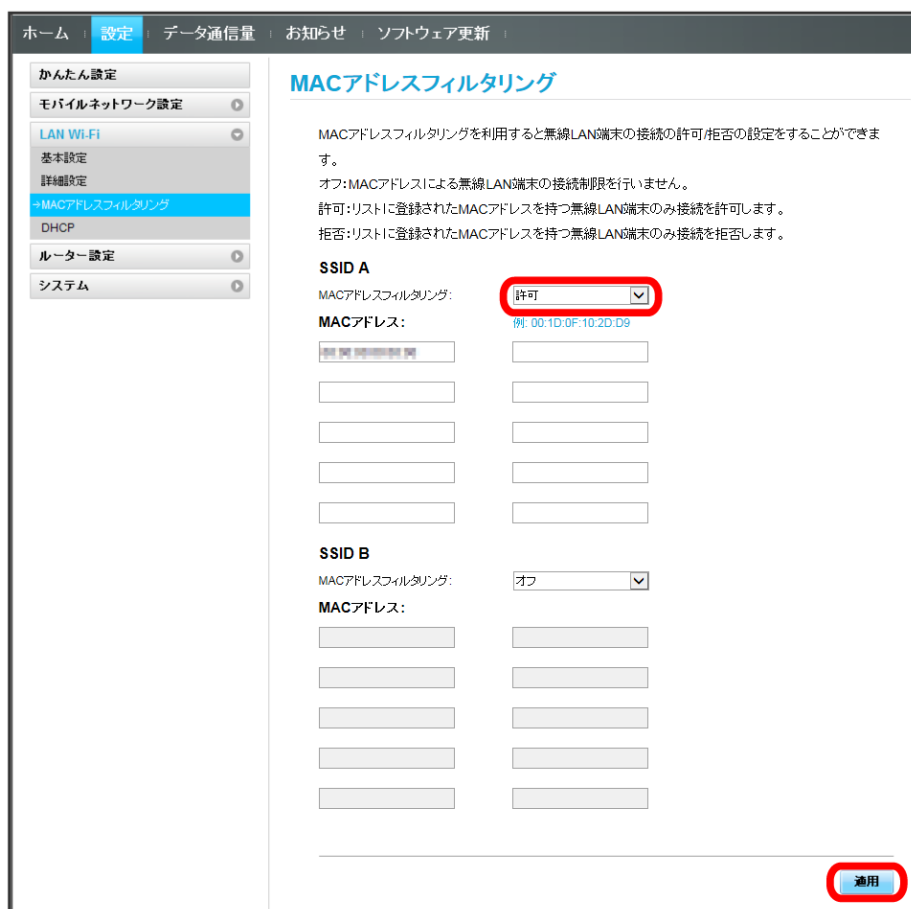 ホーム 設定 データ通信量 お知らせ ソフトウェア更新
かんたん設定
モバイルネットワーク設定
LAN Wi-Fi
基本設定
詳細設定
→MACアドレスフィルタリング
DHCP
ルーター設定
システム
MACアドレスフィルタリング
MACアドレスフィルタリングを利用すると無線LAN端末の接続の許可/拒否の設定をすることができま
す。
オフ:MACアドレスによる無線LAN端末の接続制限を行いません。
許可:リストに登録されたMACアドレスを持つ無線LAN端末のみ接続を許可します。
拒否:リストに登録されたMACアドレスを持つ無線LAN端末のみ接続を拒否します。
SSID A
MACアドレスフィルタリング: 許可
MACアドレス: 例: 00:1D:0F:10:2D:D9
SSID B
MACアドレスフィルタリング: オフ
MACアドレス:
適用